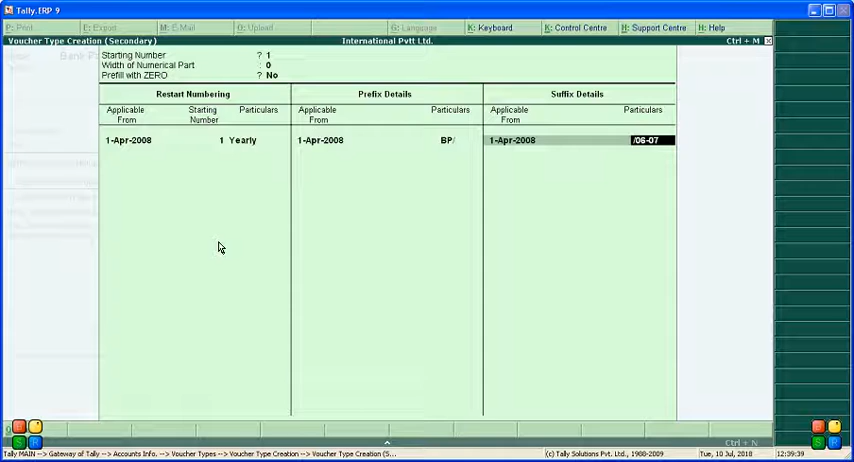 Tally.ERP 9
P: Print E: Export M: E-Mail O: Upload G: Language K: Keyboard K: Control Centre H: Support Centre H: Help
Voucher Type Creation (Secondary) International Pvtt Ltd. Ctrl + M
Starting Number ? 1
Width of Numerical Part : 0
Prefill with ZERO ? No
Restart Numbering Prefix Details Suffix Details
Applicable From Starting Number Particulars Applicable From Particulars Applicable From Particulars
1-Apr-2008 1 Yearly 1-Apr-2008 BP/ 1-Apr-2008 /06-07
Ctrl + N
Tally MAIN --> Gateway of Tally --> Accounts Info. --> Voucher Types --> Voucher Type Creation --> Voucher Type Creation (S... (c) Tally Solutions Pvt. Ltd., 1988-2009 Tue, 10 Jul, 2018 12:39:39